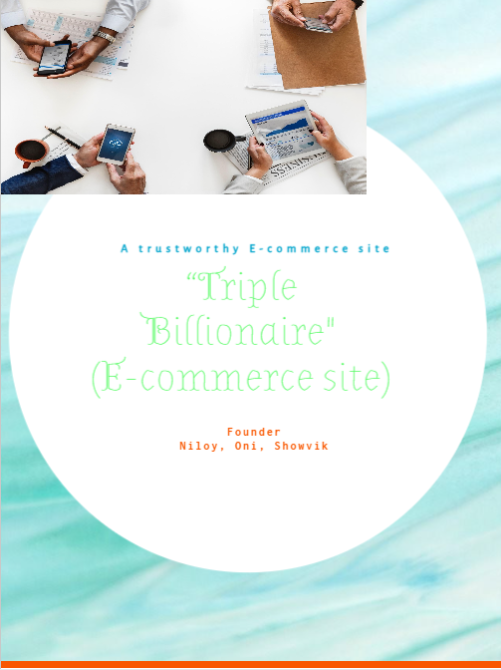 A trustworthy E-commerce site
“Triple
Billionaire"
(E-commerce site)
Founder
Niloy, Oni, Showvik